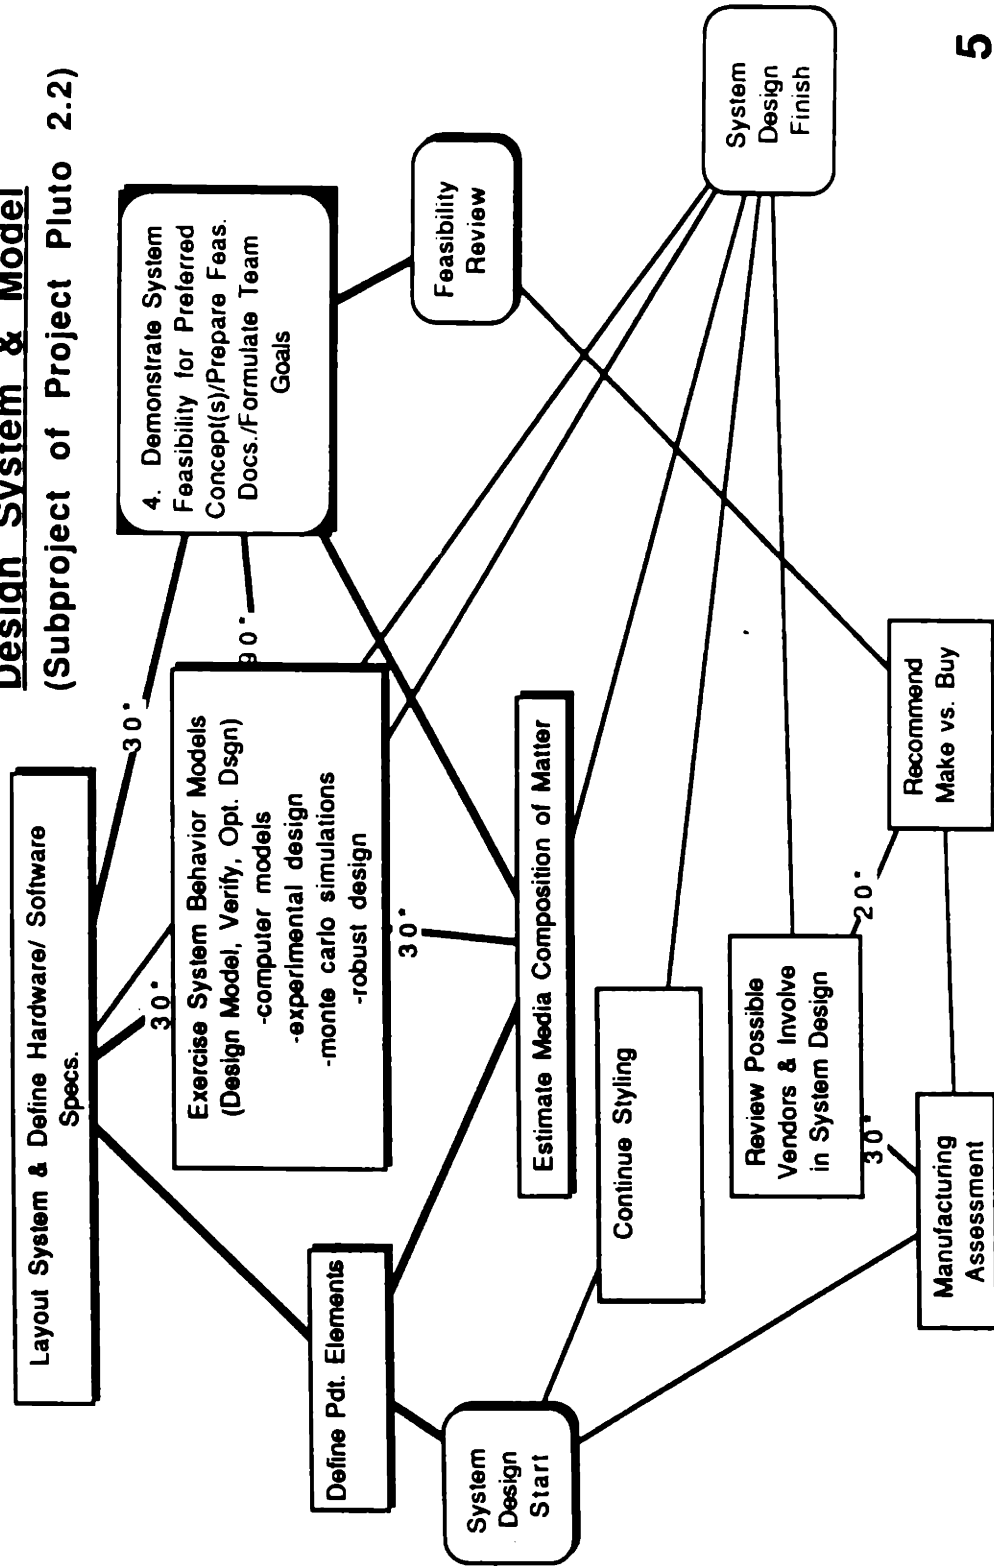 Design System & Model
(Subproject of Project Pluto 2.2)
Layout System & Define Hardware/ Software
Specs.
30*
30*
4. Demonstrate System
Feasibility for Preferred
Concept(s)/Prepare Feas.
Docs./Formulate Team
Goals
90*
Exercise System Behavior Models
(Design Model, Verify, Opt. Dsgn)
-computer models
-experimental design
-monte carlo simulations
-robust design
30*
Define Pdt. Elements
Feasibility
Review
System
Design
Start
Estimate Media Composition of Matter
Continue Styling
System
Design
Finish
Review Possible
Vendors & Involve
in System Design
30*
20*
Recommend
Make vs. Buy
Manufacturing
Assessment
5